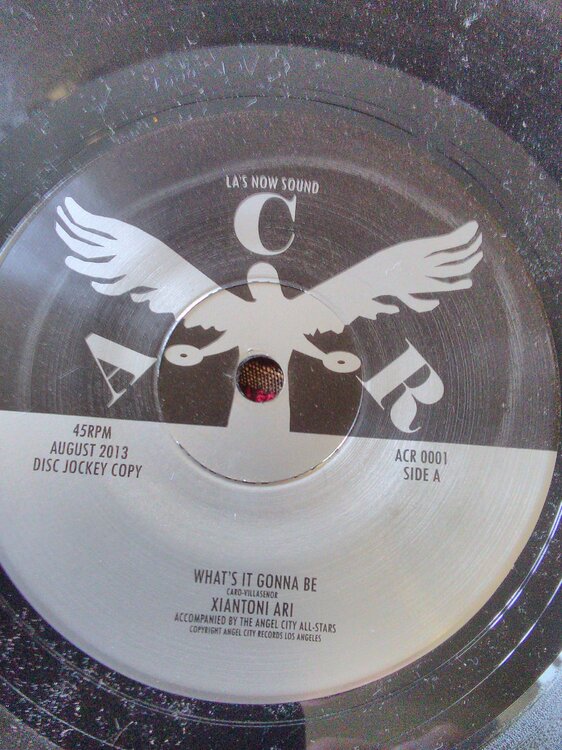 LA'S NOW SOUND
A C R
45RPM
AUGUST 2013
DISC JOCKEY COPY
ACR 0001
SIDE A
WHAT'S IT GONNA BE
CARO-VILLASENOR
XIANTONI ARI
ACCOMPANIED BY THE ANGEL CITY ALL-STARS
COPYRIGHT ANGEL CITY RECORDS LOS ANGELES